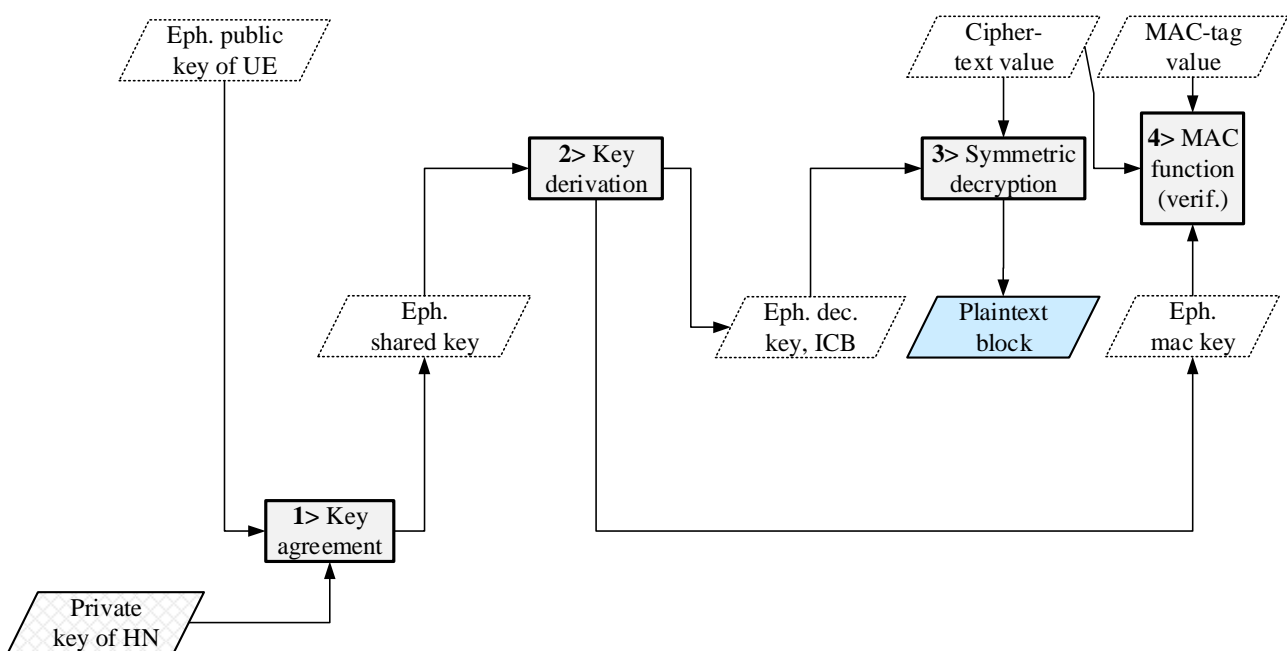 Eph. public
key of UE
Cipher-
text value
MAC-tag
value
2> Key
derivation
3> Symmetric
decryption
4> MAC
function
(verif.)
Eph.
shared key
Eph. dec.
key, ICB
Plaintext
block
Eph.
mac key
1> Key
agreement
Private
key of HN